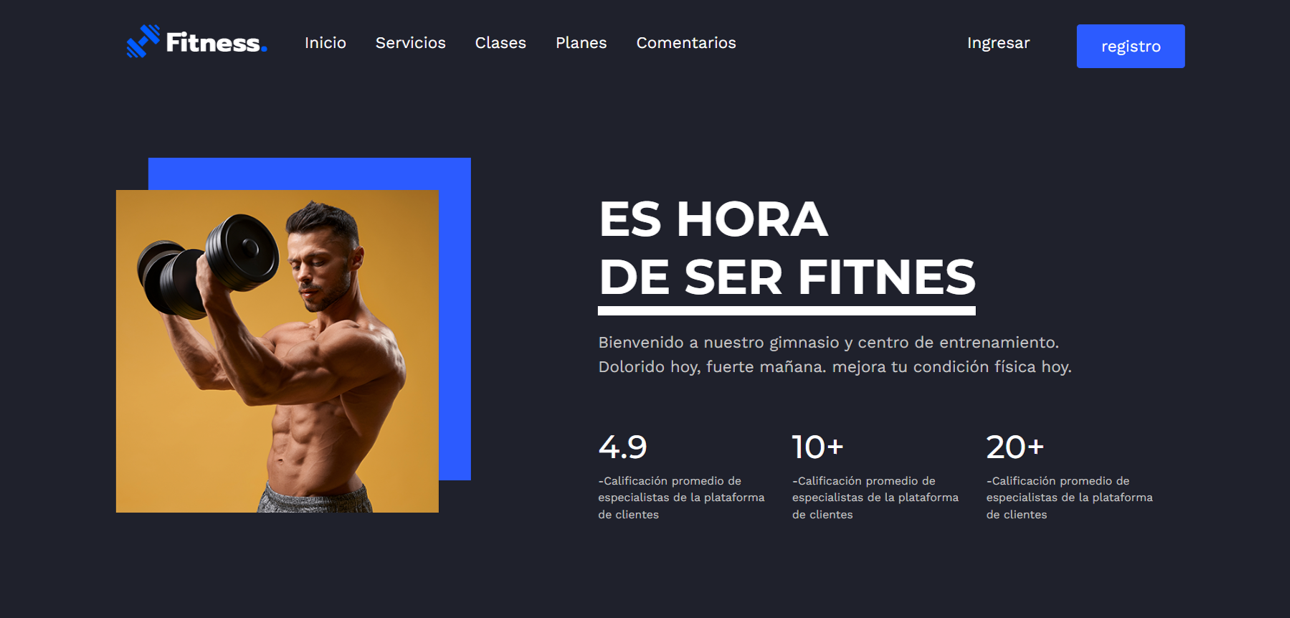 Fitness.
Inicio Servicios Clases Planes Comentarios Ingresar registro
ES HORA
DE SER FITNES
Bienvenido a nuestro gimnasio y centro de entrenamiento.
Dolorido hoy, fuerte mañana. mejora tu condición física hoy.
4.9
-Calificación promedio de
especialistas de la plataforma
de clientes
10+
-Calificación promedio de
especialistas de la plataforma
de clientes
20+
-Calificación promedio de
especialistas de la plataforma
de clientes